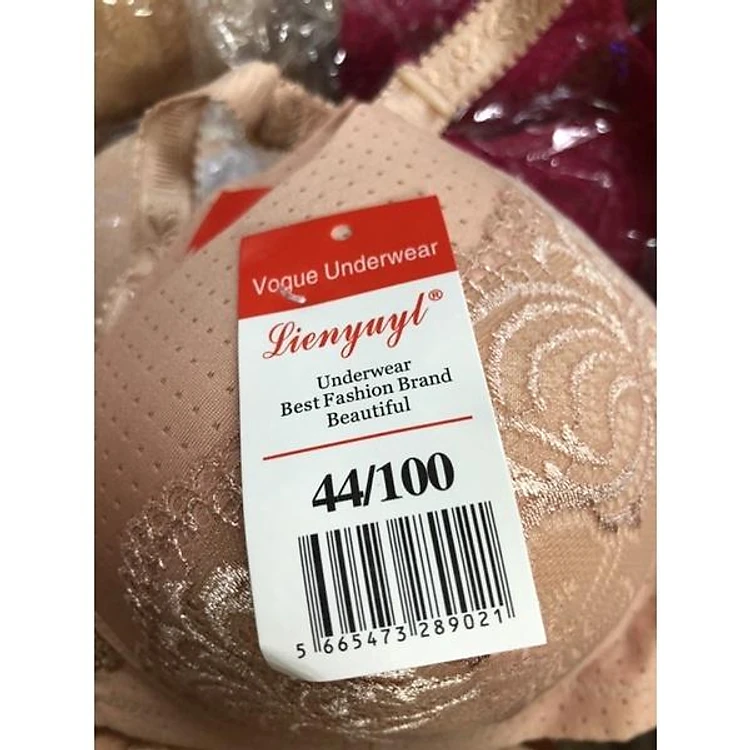 Vogue Underwear
Lienyuyl®
Underwear
Best Fashion Brand
Beautiful
44/100
5 665473 289021